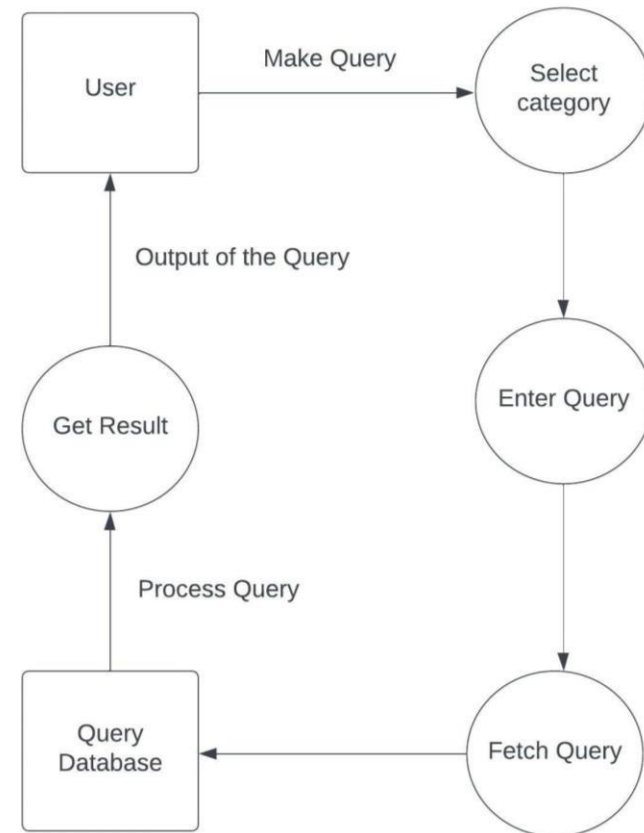 User
Make Query
Select
category
Output of the Query
Enter Query
Get Result
Process Query
Query
Database
Fetch Query